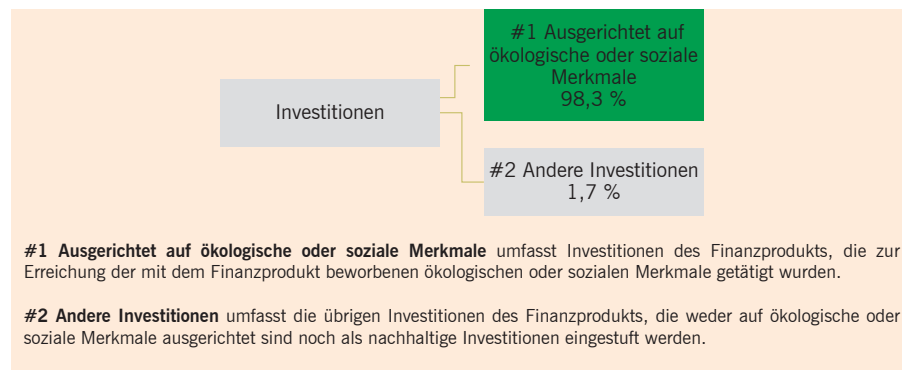 #1 Ausgerichtet auf
ökologische oder soziale
Merkmale
98,3 %
Investitionen
#2 Andere Investitionen
1,7 %
#1 Ausgerichtet auf ökologische oder soziale Merkmale umfasst Investitionen des Finanzprodukts, die zur
Erreichung der mit dem Finanzprodukt beworbenen ökologischen oder sozialen Merkmale getätigt wurden.
#2 Andere Investitionen umfasst die übrigen Investitionen des Finanzprodukts, die weder auf ökologische oder
soziale Merkmale ausgerichtet sind noch als nachhaltige Investitionen eingestuft werden.